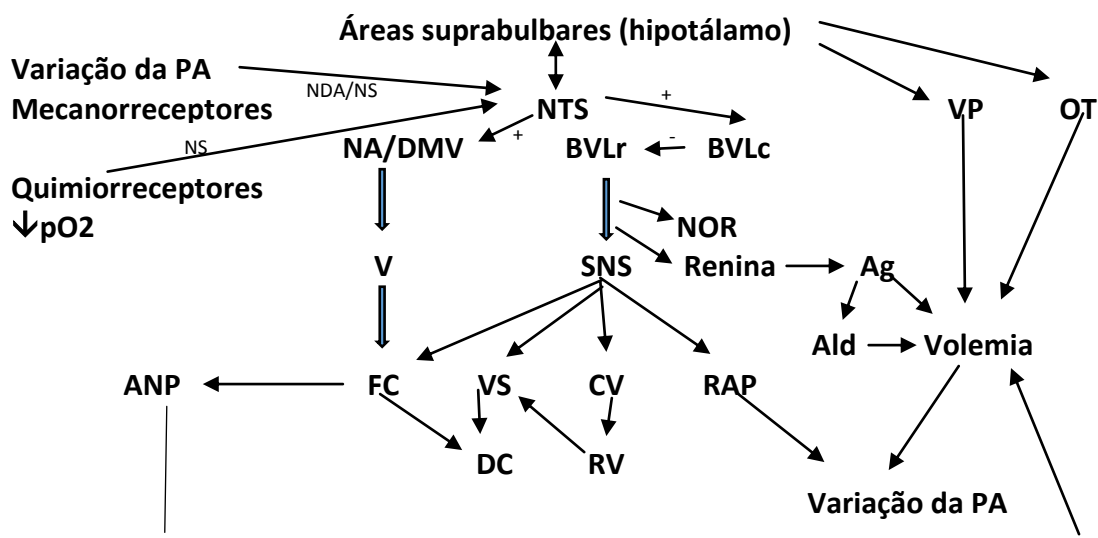 Áreas suprabulbares (hipotálamo)
Variação da PA
NDA/NS
Mecanorreceptores
NTS
+
VP
OT
NS
NA/DMV
+
BVLr
-
BVLc
Quimiorreceptores
↓pO2
NOR
V
SNS
Renina
Ag
Ald
Volemia
ANP
FC
VS
CV
RAP
DC
RV
Variação da PA